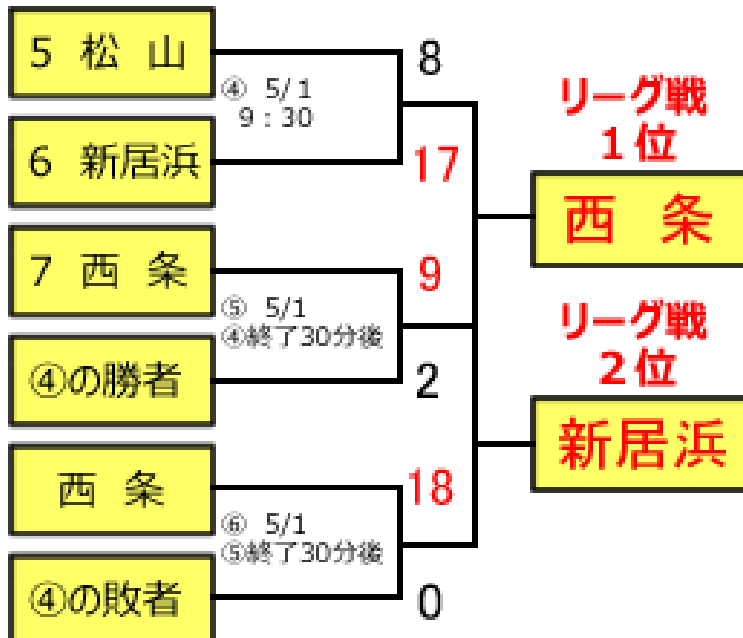 5 松 山
④ 5/1
9：30
8
6 新居浜
17
リーグ戦
1位
西 条
7 西 条
⑤ 5/1
④終了30分後
9
④の勝者
2
リーグ戦
2位
新居浜
西 条
⑥ 5/1
⑤終了30分後
18
④の敗者
0